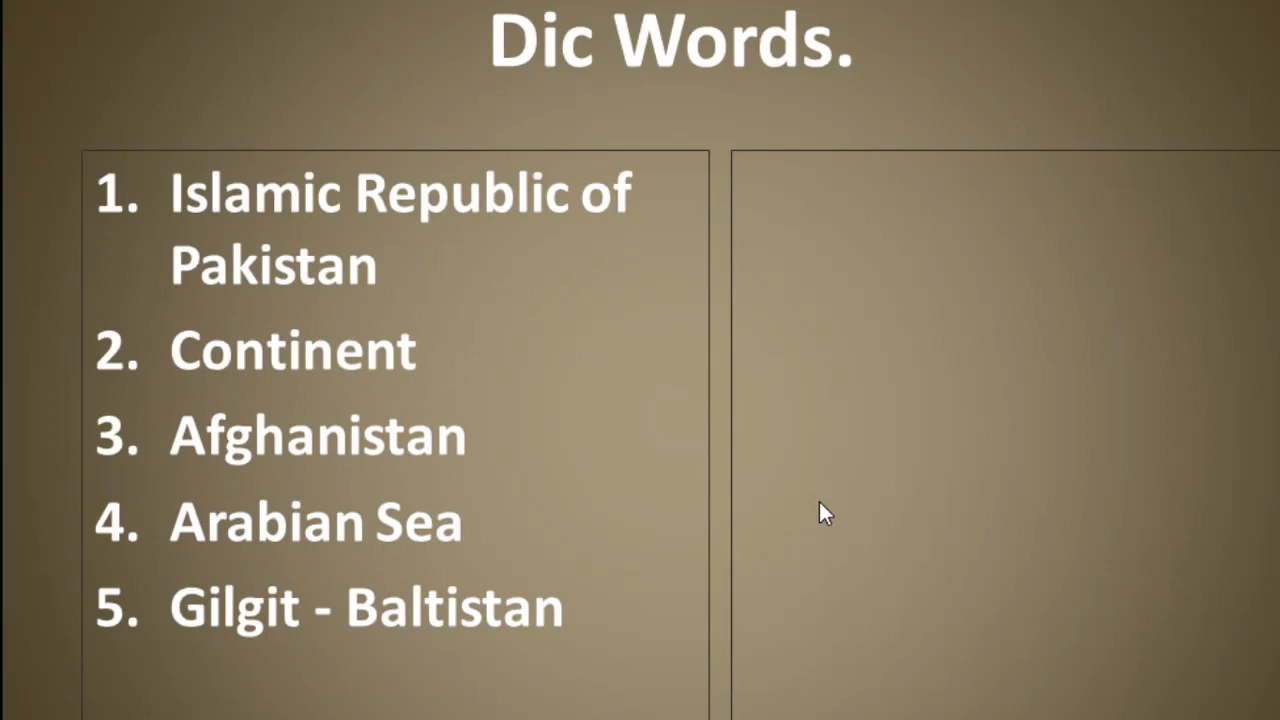 Dic Words.
1. Islamic Republic of
Pakistan
2. Continent
3. Afghanistan
4. Arabian Sea
5. Gilgit - Baltistan